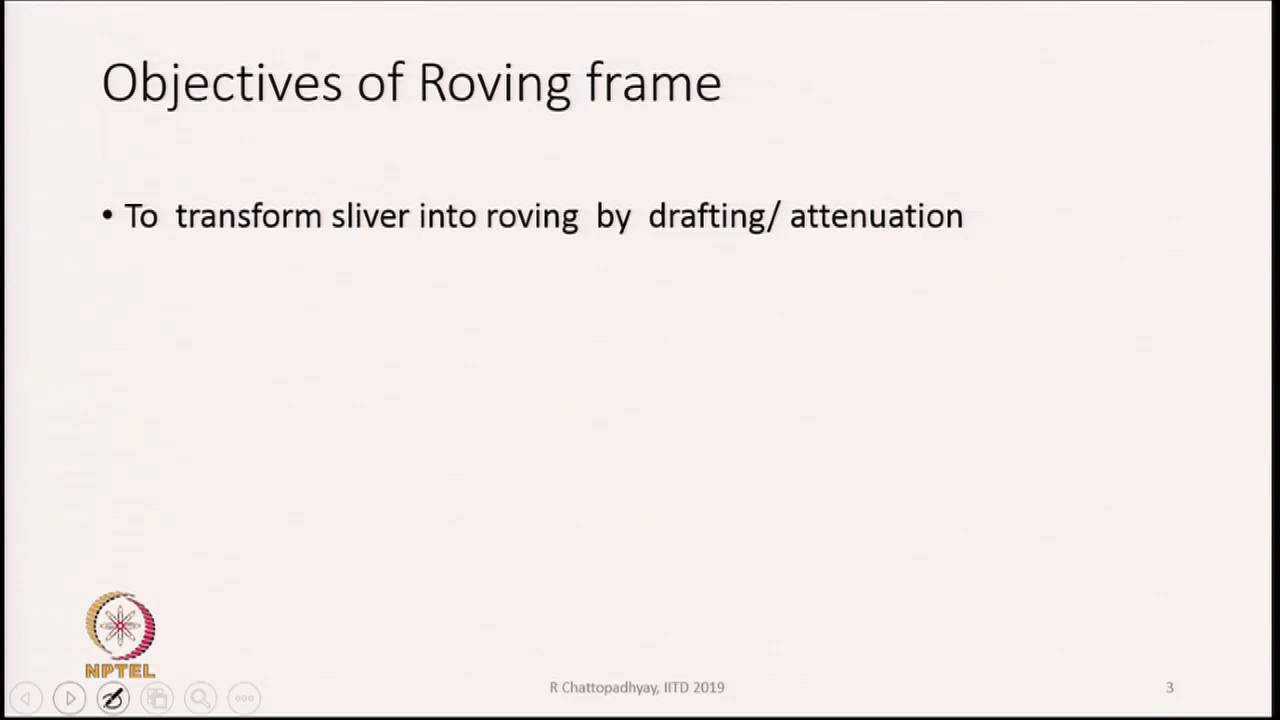 Objectives of Roving frame
• To transform sliver into roving by drafting/ attenuation
NPTEL
R Chattopadhyay, IITD 2019
3